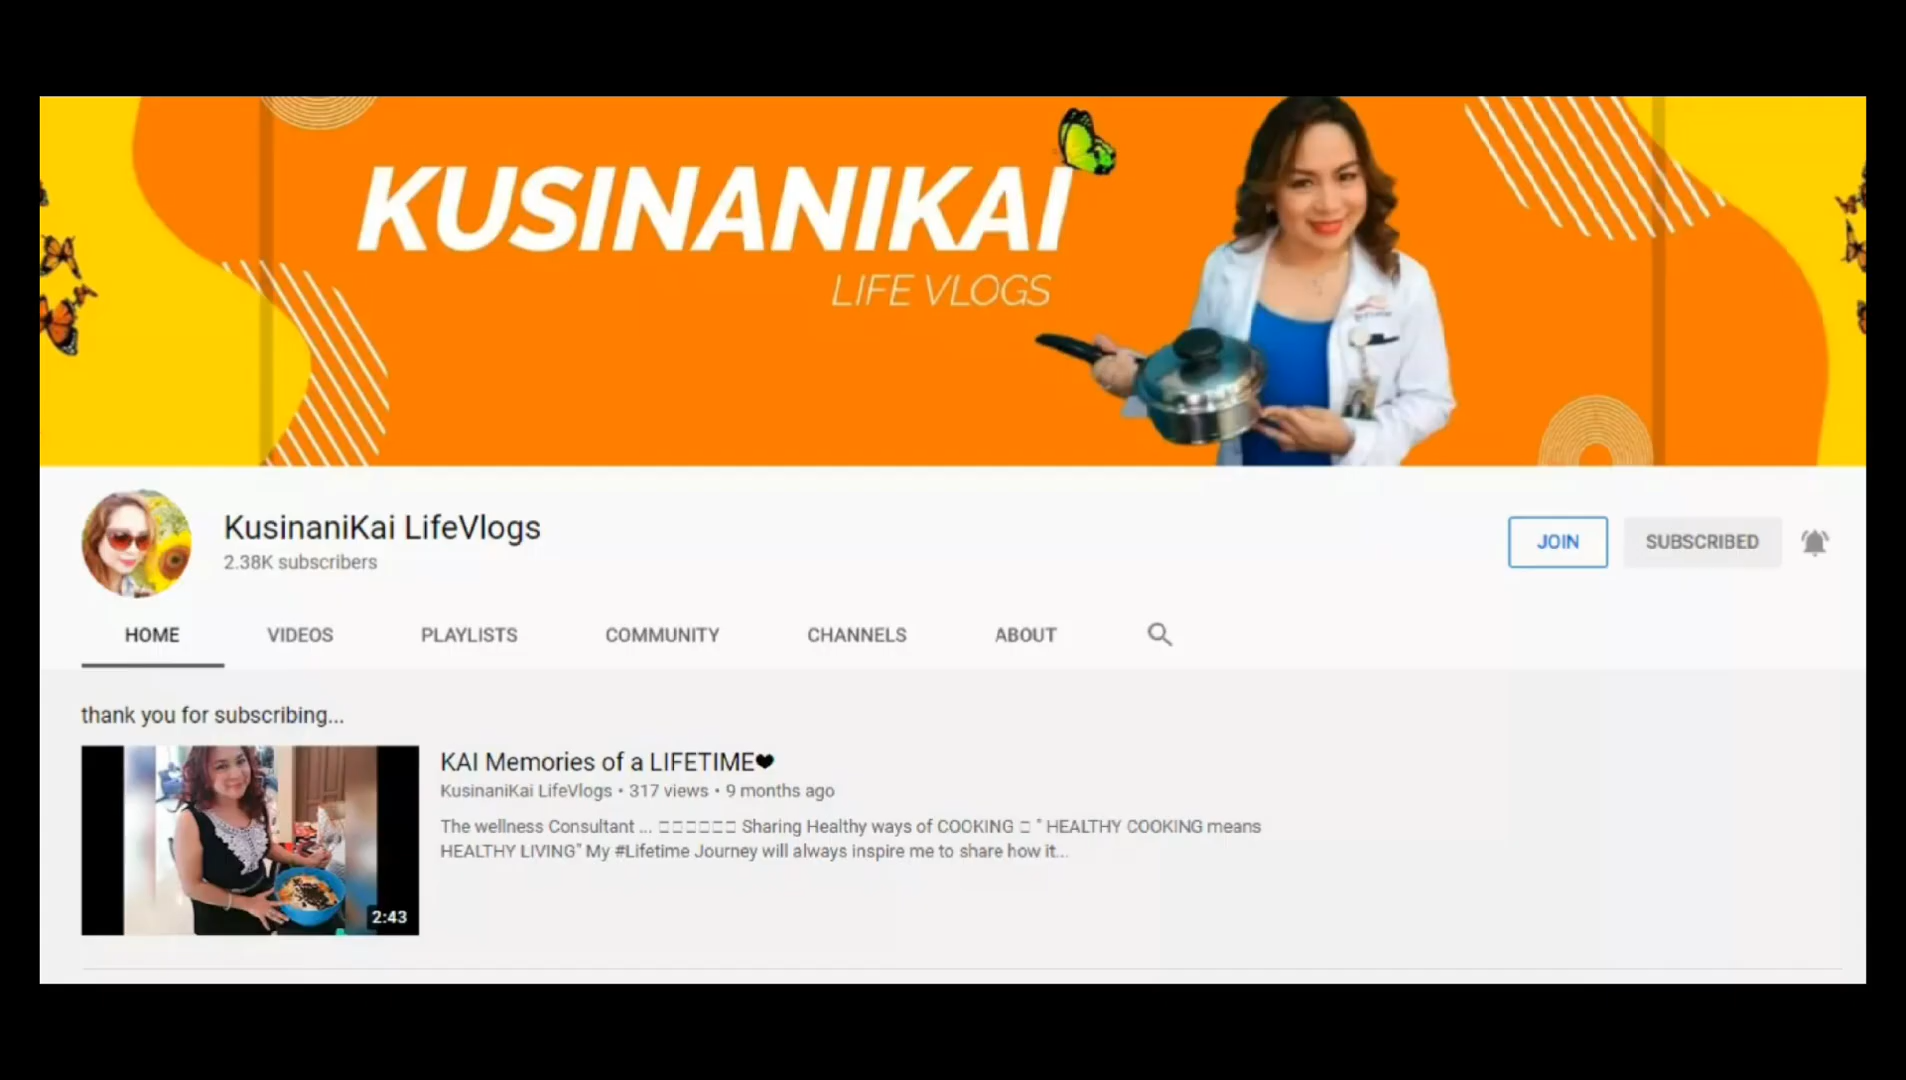 KUSINANIKAI
LIFE VLOGS
KusinaniKai LifeVlogs
2.38K subscribers
JOIN
SUBSCRIBED
HOME
VIDEOS
PLAYLISTS
COMMUNITY
CHANNELS
ABOUT
thank you for subscribing...
KAI Memories of a LIFETIME❤
KusinaniKai LifeVlogs • 317 views • 9 months ago
The wellness Consultant ... □□□□□□ Sharing Healthy ways of COOKING □ " HEALTHY COOKING means
HEALTHY LIVING" My #Lifetime Journey will always inspire me to share how it...
2:43